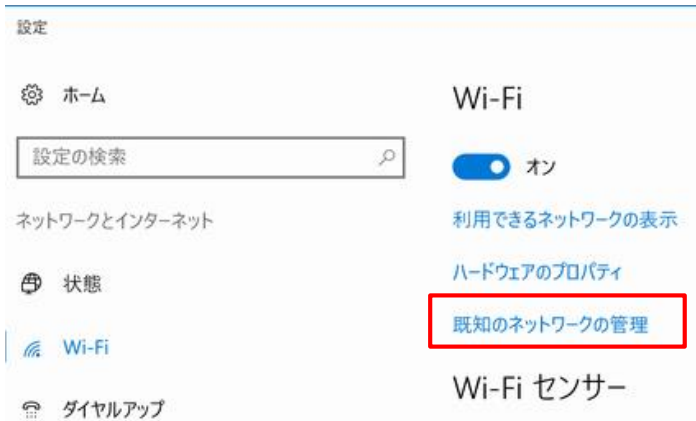 設定
ホーム
設定の検索
ネットワークとインターネット
状態
Wi-Fi
ダイヤルアップ
Wi-Fi
オン
利用できるネットワークの表示
ハードウェアのプロパティ
既知のネットワークの管理
Wi-Fi センサー